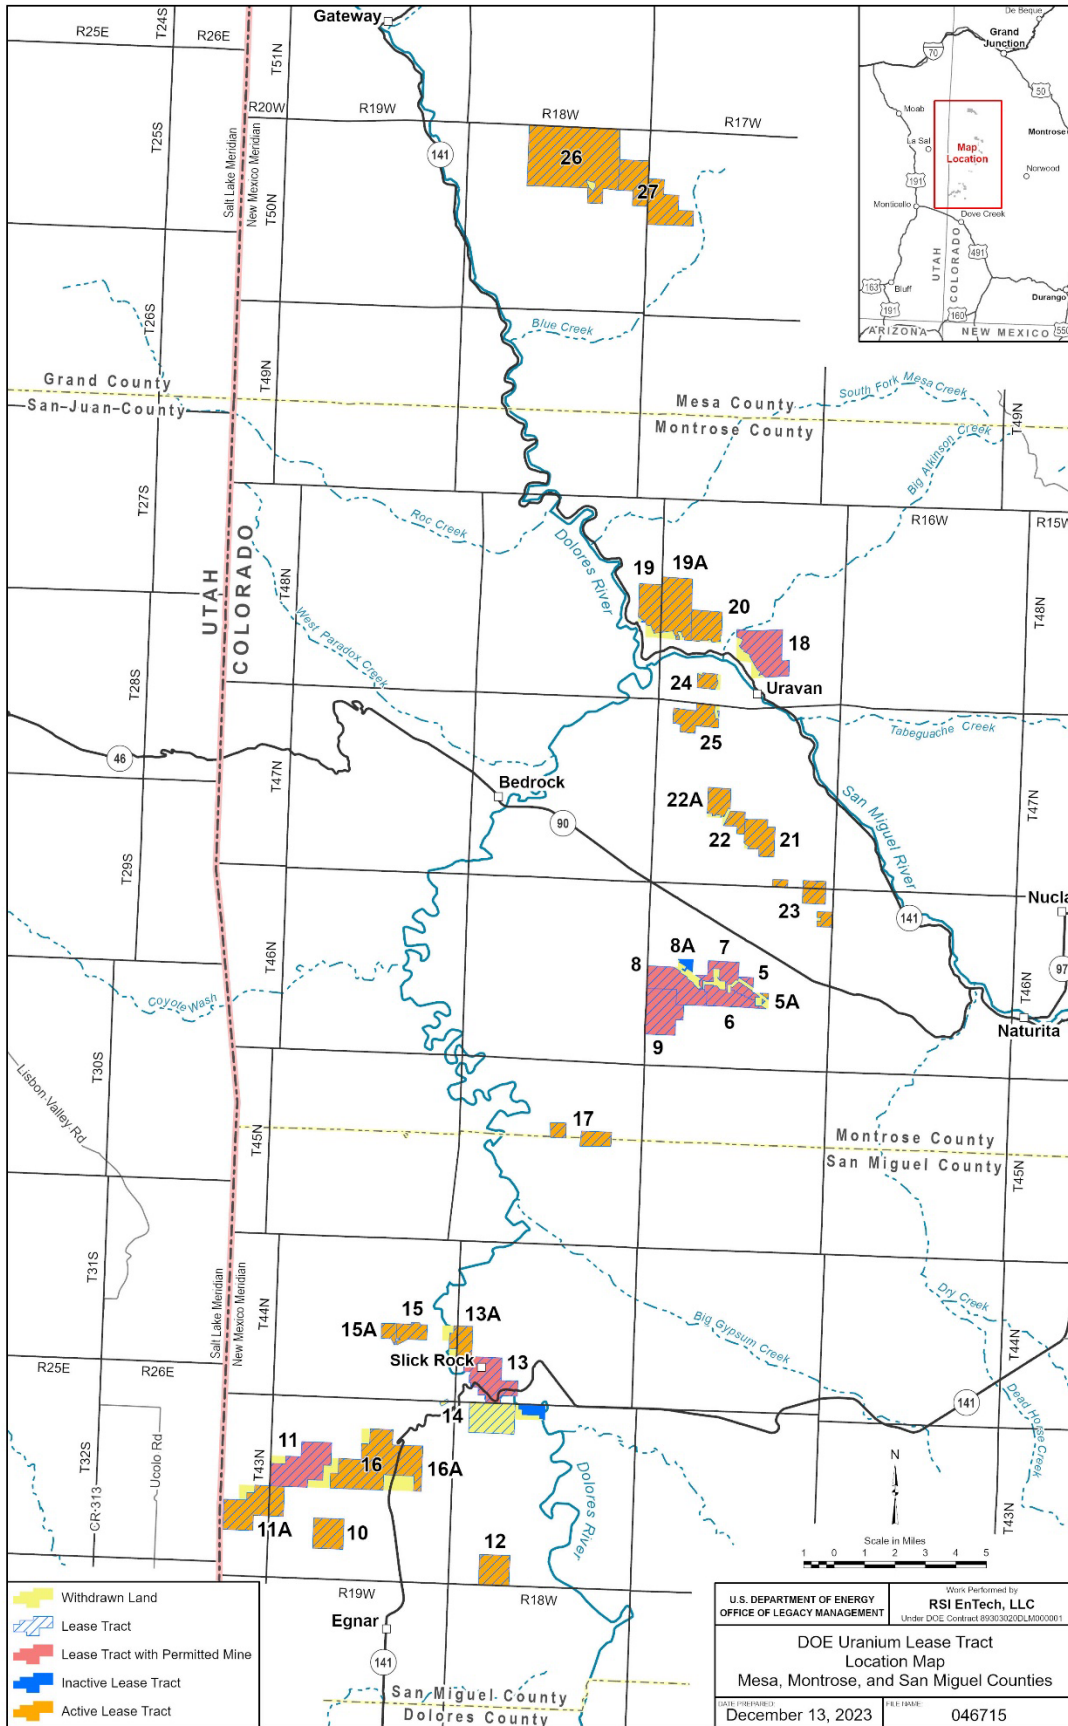 Gateway
R25E
T24S
R26E
T51N
R20W
R19W
R18W
R17W
141
T25S
Salt Lake Meridian
New Mexico Meridian
T50N
26
27
T26S
Blue Creek
T49N
Grand County
San Juan County
Mesa County
Montrose County
South Fork Mesa Creek
Big Atkinson Creek
T49N
T27S
Roc Creek
Dolores River
R16W
R15W
UTAH
COLORADO
T48N
West Paradox Creek
19
19A
20
18
T48N
T28S
24
Uravan
25
Tabeguache Creek
46
T47N
Bedrock
90
22A
22
21
San Miguel River
T47N
T29S
23
141
Nucla
97
T46N
Coyote Wash
8
8A
7
5
5A
6
9
T46N
Naturita
T30S
Lisbon Valley Rd
T45N
17
Montrose County
San Miguel County
T45N
T31S
Salt Lake Meridian
New Mexico Meridian
T44N
15A
15
13A
Slick Rock
13
Big Gypsum Creek
Dry Creek
T44N
R25E
R26E
141
Dead Horse Creek
14
T32S
CR-313
Ucolo Rd
T43N
11
16
16A
11A
10
12
Dolores River
T43N
R19W
R18W
Egnar
141
San Miguel County
Dolores County
De Beque
Grand Junction
70
50
Moab
La Sal
Map Location
Montrose
Norwood
191
Monticello
Dove Creek
UTAH
COLORADO
491
163
Bluff
191
Durango
160
550
ARIZONA
NEW MEXICO
N
Scale in Miles
1 0 1 2 3 4 5
Withdrawn Land
Lease Tract
Lease Tract with Permitted Mine
Inactive Lease Tract
Active Lease Tract
U.S. DEPARTMENT OF ENERGY
OFFICE OF LEGACY MANAGEMENT
Work Performed by
RSI EnTech, LLC
Under DOE Contract 89303020DLM000001
DOE Uranium Lease Tract
Location Map
Mesa, Montrose, and San Miguel Counties
DATE PREPARED:
December 13, 2023
FILE NAME:
046715